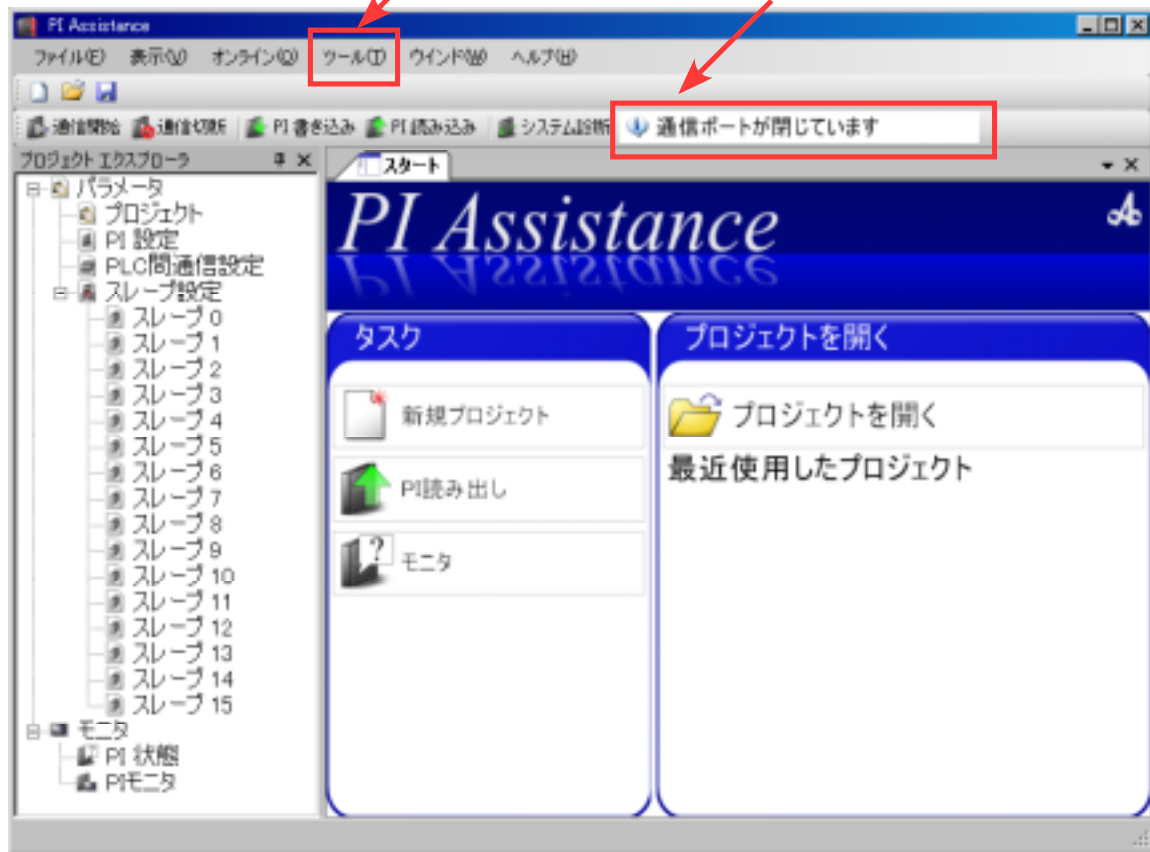 PI Assistance
ファイル(F) 表示(V) オンライン(O) ツール(T) ウインドウ(W) ヘルプ(H)
通信開始 通信切断 PI 書き込み PI 読み込み システム診断 通信ポートが閉じています
プロジェクト エクスプローラ
スタート
パラメータ
プロジェクト
PI 設定
PLC間通信設定
スレーブ設定
スレーブ 0
スレーブ 1
スレーブ 2
スレーブ 3
スレーブ 4
スレーブ 5
スレーブ 6
スレーブ 7
スレーブ 8
スレーブ 9
スレーブ 10
スレーブ 11
スレーブ 12
スレーブ 13
スレーブ 14
スレーブ 15
モニタ
PI 状態
PIモニタ
PI Assistance
タスク
新規プロジェクト
PI読み出し
モニタ
プロジェクトを開く
プロジェクトを開く
最近使用したプロジェクト